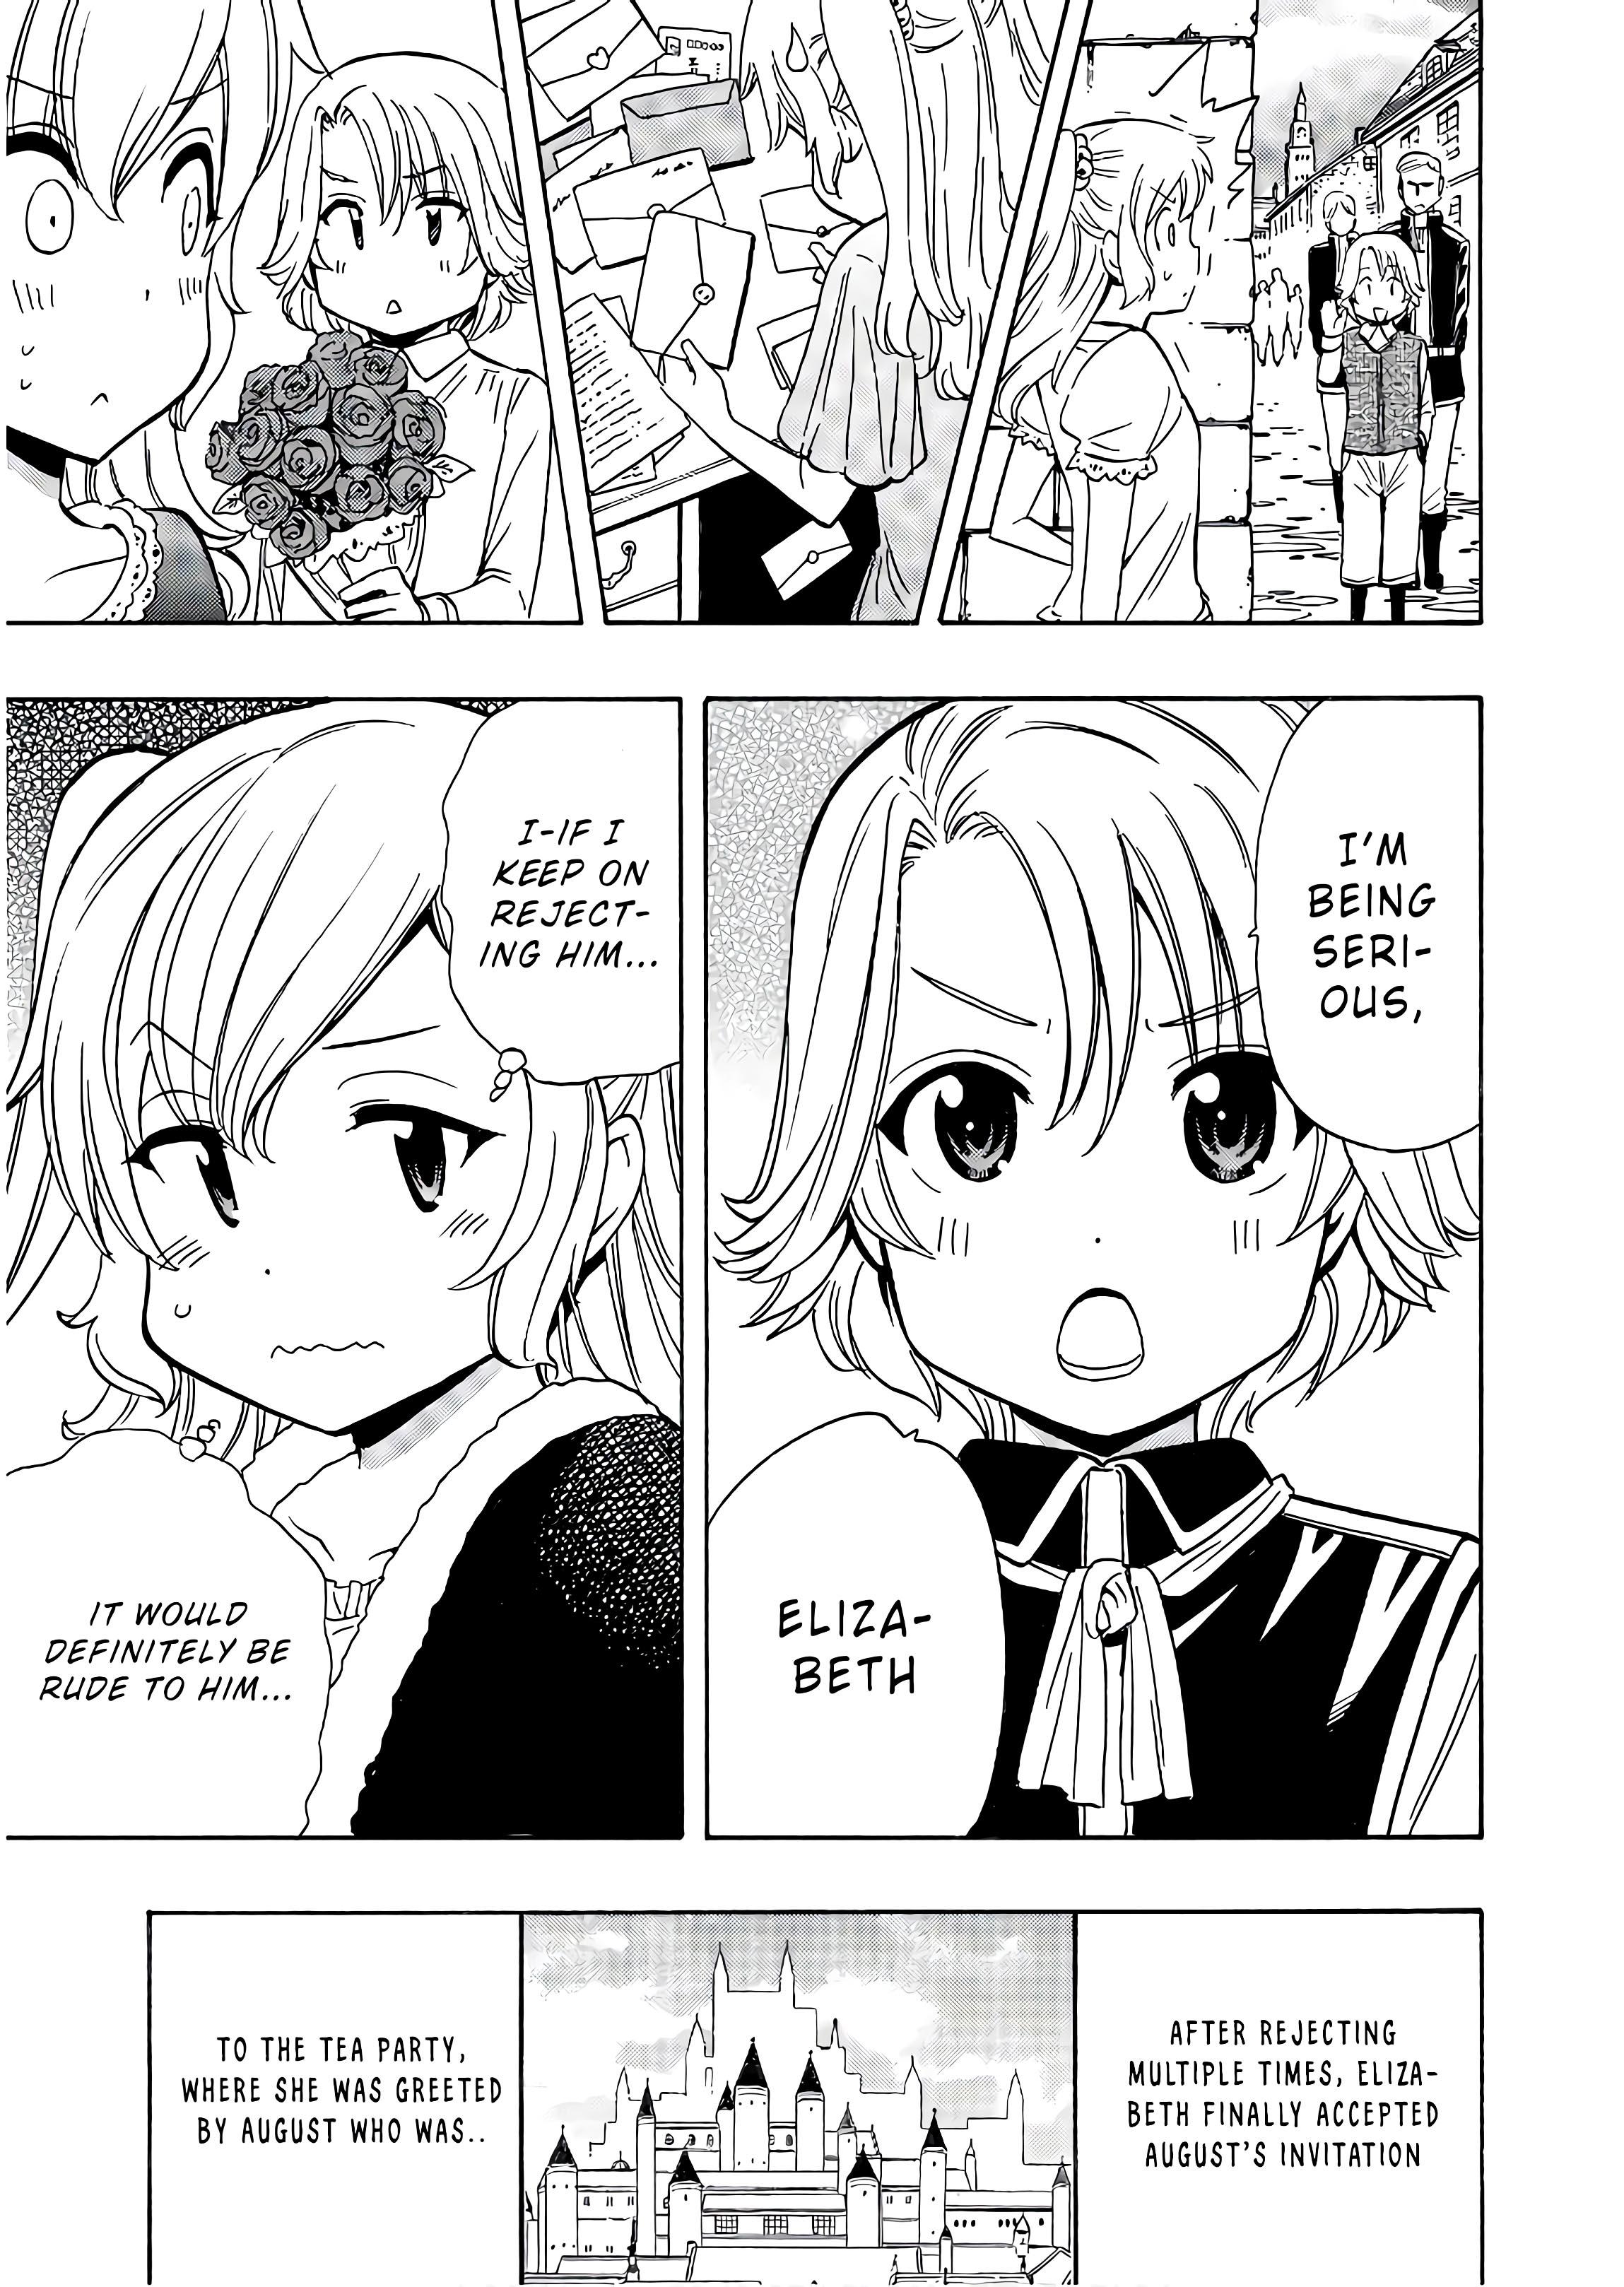 I'M
BEING
SERI-
OUS,
ELIZA-
BETH
I-IF I
KEEP ON
REJECT-
ING HIM...
IT WOULD
DEFINITELY BE
RUDE TO HIM...
AFTER REJECTING
MULTIPLE TIMES, ELIZA-
BETH FINALLY ACCEPTED
AUGUST'S INVITATION
TO THE TEA PARTY,
WHERE SHE WAS GREETED
BY AUGUST WHO WAS..